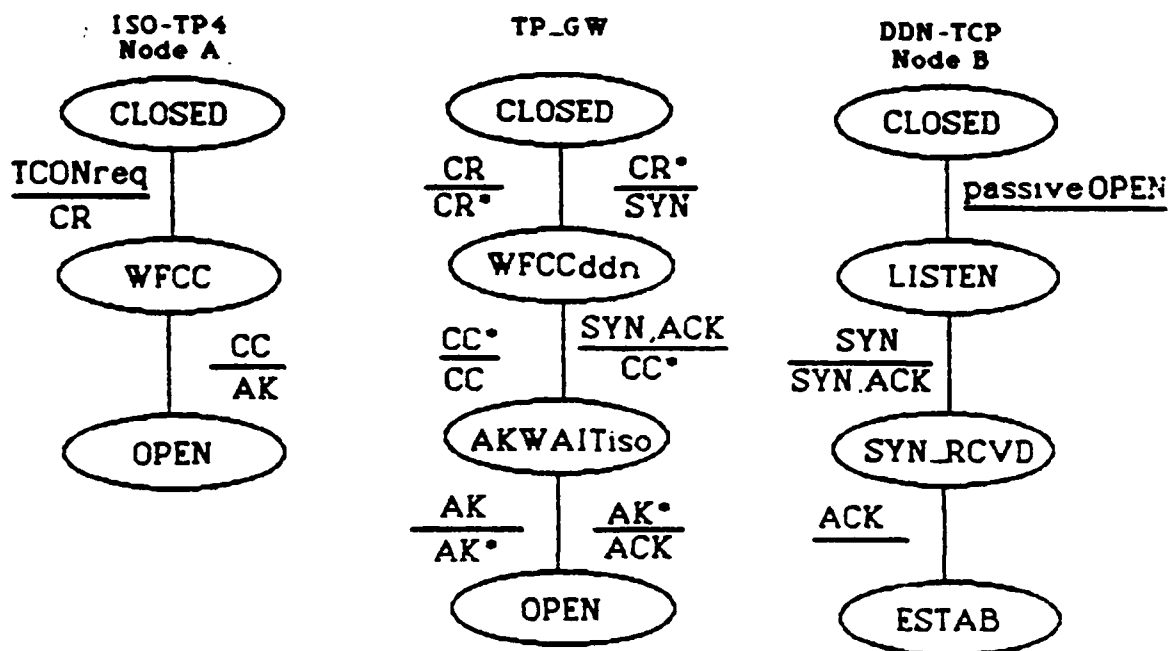 ISO-TP4
Node A
CLOSED
TCONreq
CR
WFCC
CC
AK
OPEN
TP_GW
CLOSED
CR
CR*
CR*
SYN
WFCCddn
CC*
CC
SYN,ACK
CC*
AKWAITiso
AK
AK*
AK*
ACK
OPEN
DDN-TCP
Node B
CLOSED
passiveOPEN
LISTEN
SYN
SYN.ACK
SYN_RCVD
ACK
ESTAB